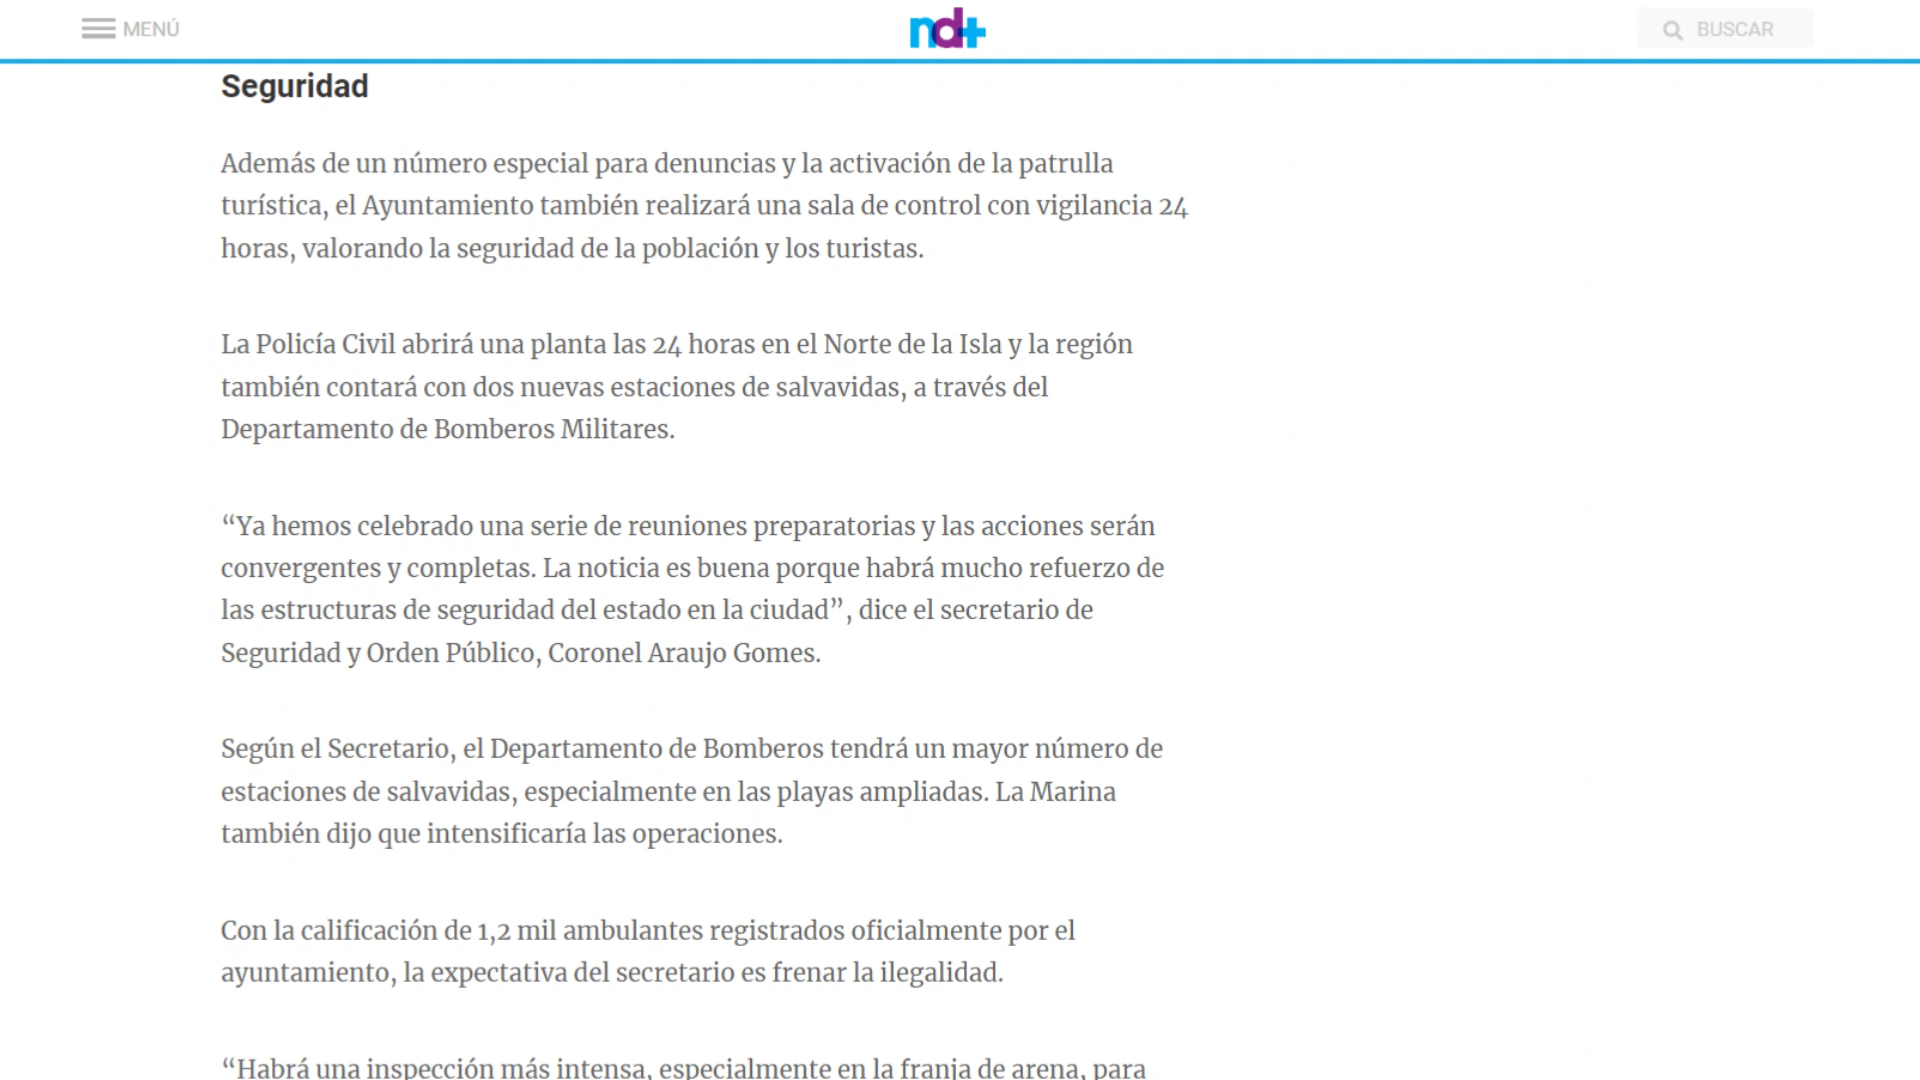 MENÚ
nd+
BUSCAR
Seguridad
Además de un número especial para denuncias y la activación de la patrulla
turística, el Ayuntamiento también realizará una sala de control con vigilancia 24
horas, valorando la seguridad de la población y los turistas.
La Policía Civil abrirá una planta las 24 horas en el Norte de la Isla y la región
también contará con dos nuevas estaciones de salvavidas, a través del
Departamento de Bomberos Militares.
“Ya hemos celebrado una serie de reuniones preparatorias y las acciones serán
convergentes y completas. La noticia es buena porque habrá mucho refuerzo de
las estructuras de seguridad del estado en la ciudad”, dice el secretario de
Seguridad y Orden Público, Coronel Araujo Gomes.
Según el Secretario, el Departamento de Bomberos tendrá un mayor número de
estaciones de salvavidas, especialmente en las playas ampliadas. La Marina
también dijo que intensificaría las operaciones.
Con la calificación de 1,2 mil ambulantes registrados oficialmente por el
ayuntamiento, la expectativa del secretario es frenar la ilegalidad.
“Habrá una inspección más intensa, especialmente en la franja de arena, para